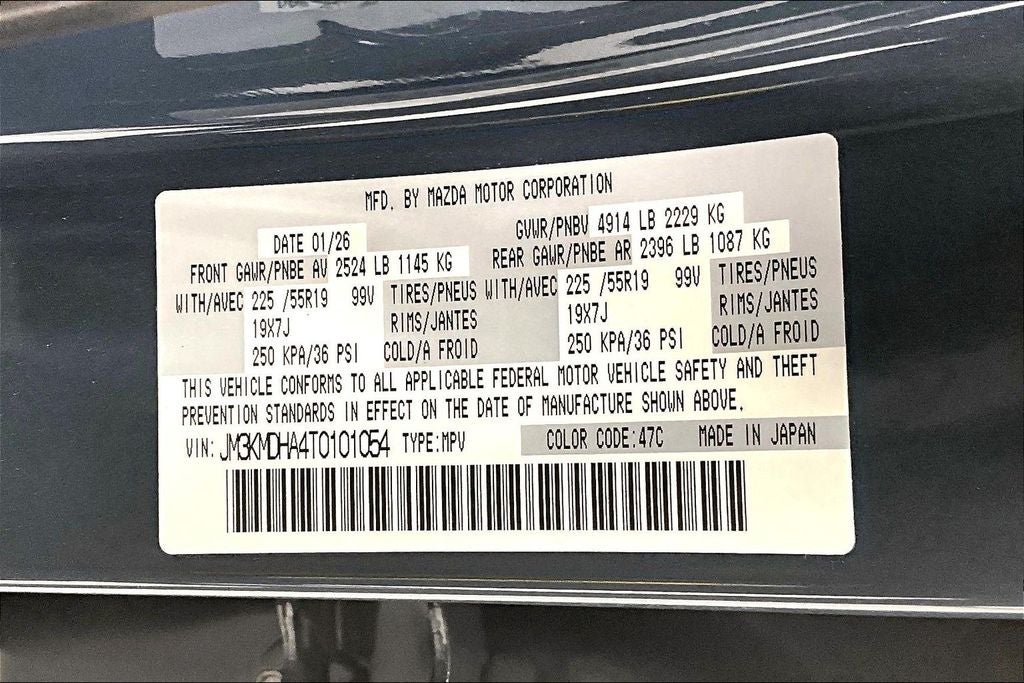 MFD. BY MAZDA MOTOR CORPORATION
DATE 01/26 GVWR/PNBV 4914 LB 2229 KG
FRONT GAWR/PNBE AV 2524 LB 1145 KG REAR GAWR/PNBE AR 2396 LB 1087 KG
WITH/AVEC 225 /55R19 99V TIRES/PNEUS WITH/AVEC 225 /55R19 99V TIRES/PNEUS
19X7J RIMS/JANTES 19X7J RIMS/JANTES
250 KPA/36 PSI COLD/A FROID 250 KPA/36 PSI COLD/A FROID
THIS VEHICLE CONFORMS TO ALL APPLICABLE FEDERAL MOTOR VEHICLE SAFETY AND THEFT
PREVENTION STANDARDS IN EFFECT ON THE DATE OF MANUFACTURE SHOWN ABOVE.
VIN: JM3KMDHA4T0101054 TYPE:MPV COLOR CODE:47C MADE IN JAPAN